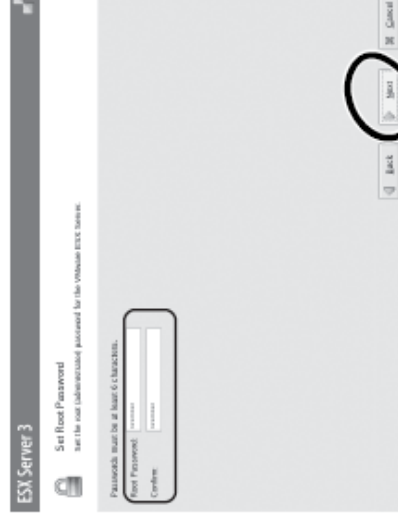 ESX Server 3
Set Root Password
Set the root (administrator) password for the VMware ESX Server.
Passwords must be at least 6 characters.
Root Password: *******
Confirm: *******
Back
Next
Cancel